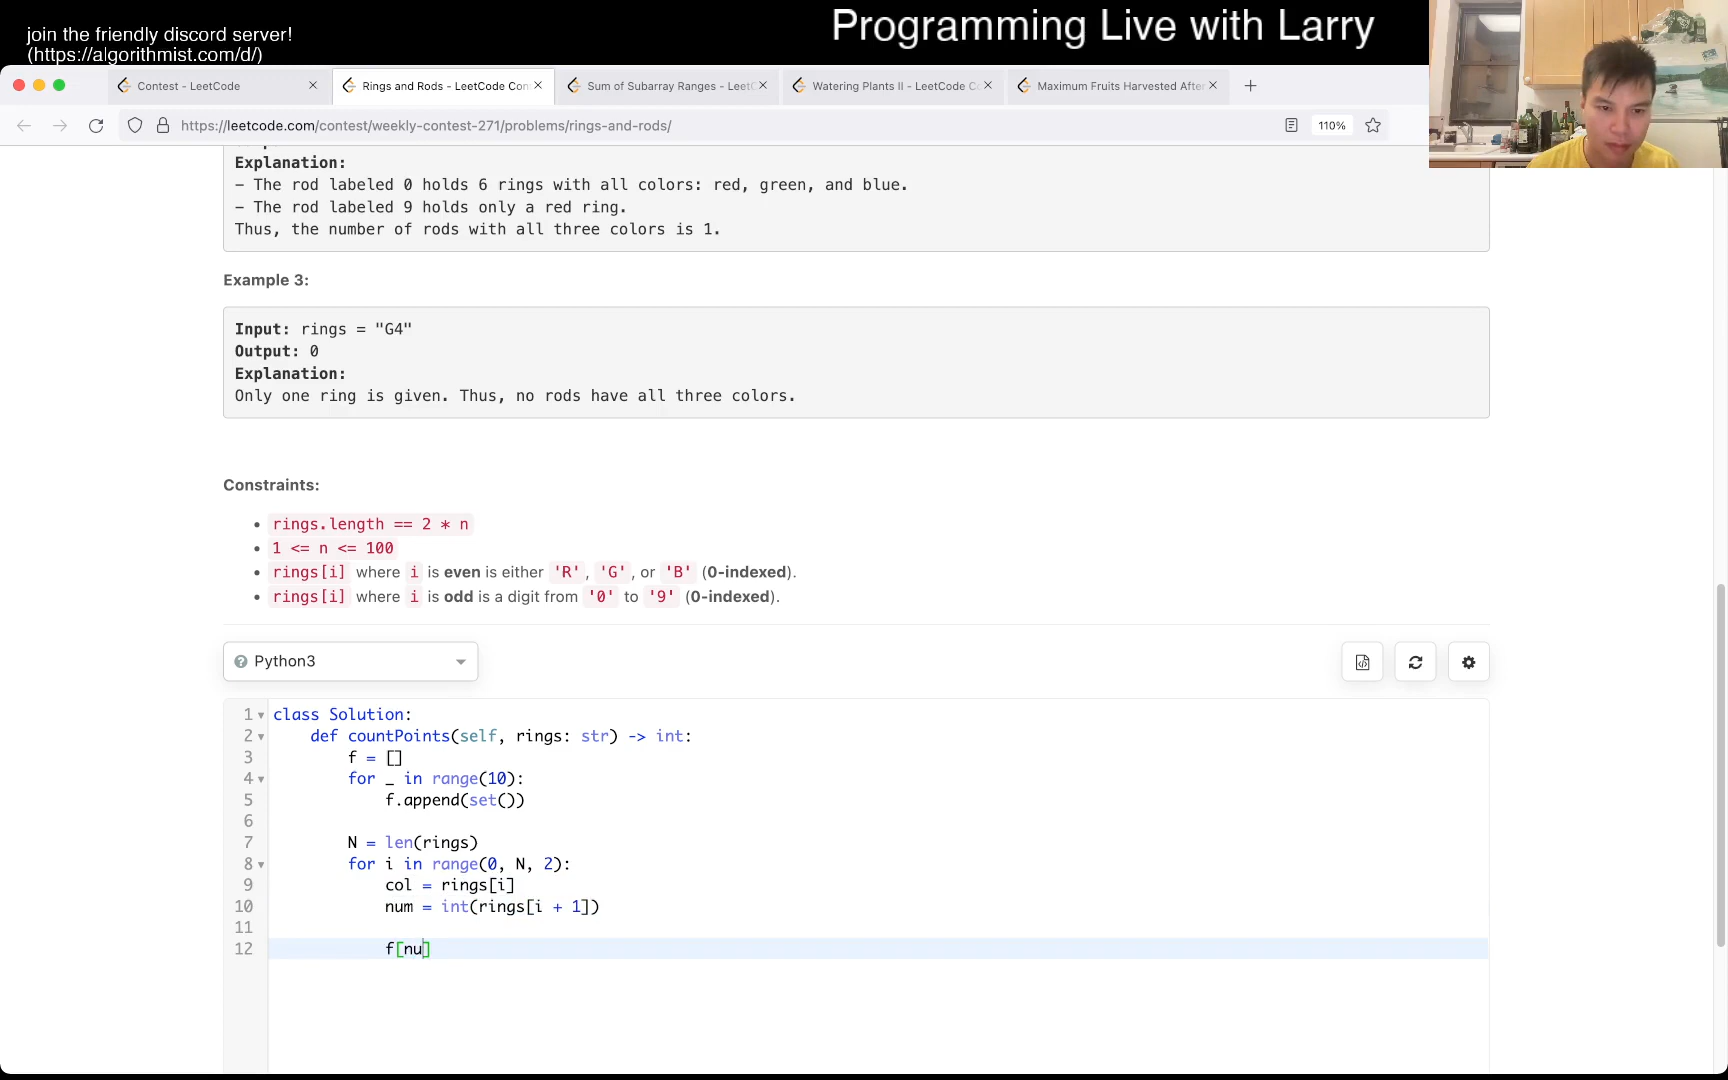 join the friendly discord server!
(https://algorithmist.com/d/)
Programming Live with Larry
Contest - LeetCode
Rings and Rods - LeetCode Con
Sum of Subarray Ranges - LeetC
Watering Plants II - LeetCode C
Maximum Fruits Harvested After
https://leetcode.com/contest/weekly-contest-271/problems/rings-and-rods/
110%
Explanation:
- The rod labeled 0 holds 6 rings with all colors: red, green, and blue.
- The rod labeled 9 holds only a red ring.
Thus, the number of rods with all three colors is 1.
Example 3:
Input: rings = "G4"
Output: 0
Explanation:
Only one ring is given. Thus, no rods have all three colors.
Constraints:
rings.length == 2 * n
1 <= n <= 100
rings[i] where i is even is either 'R', 'G', or 'B' (0-indexed).
rings[i] where i is odd is a digit from '0' to '9' (0-indexed).
Python3
1 class Solution:
2 def countPoints(self, rings: str) -> int:
3 f = []
4 for _ in range(10):
5 f.append(set())
6
7 N = len(rings)
8 for i in range(0, N, 2):
9 col = rings[i]
10 num = int(rings[i + 1])
11
12 f[nu]